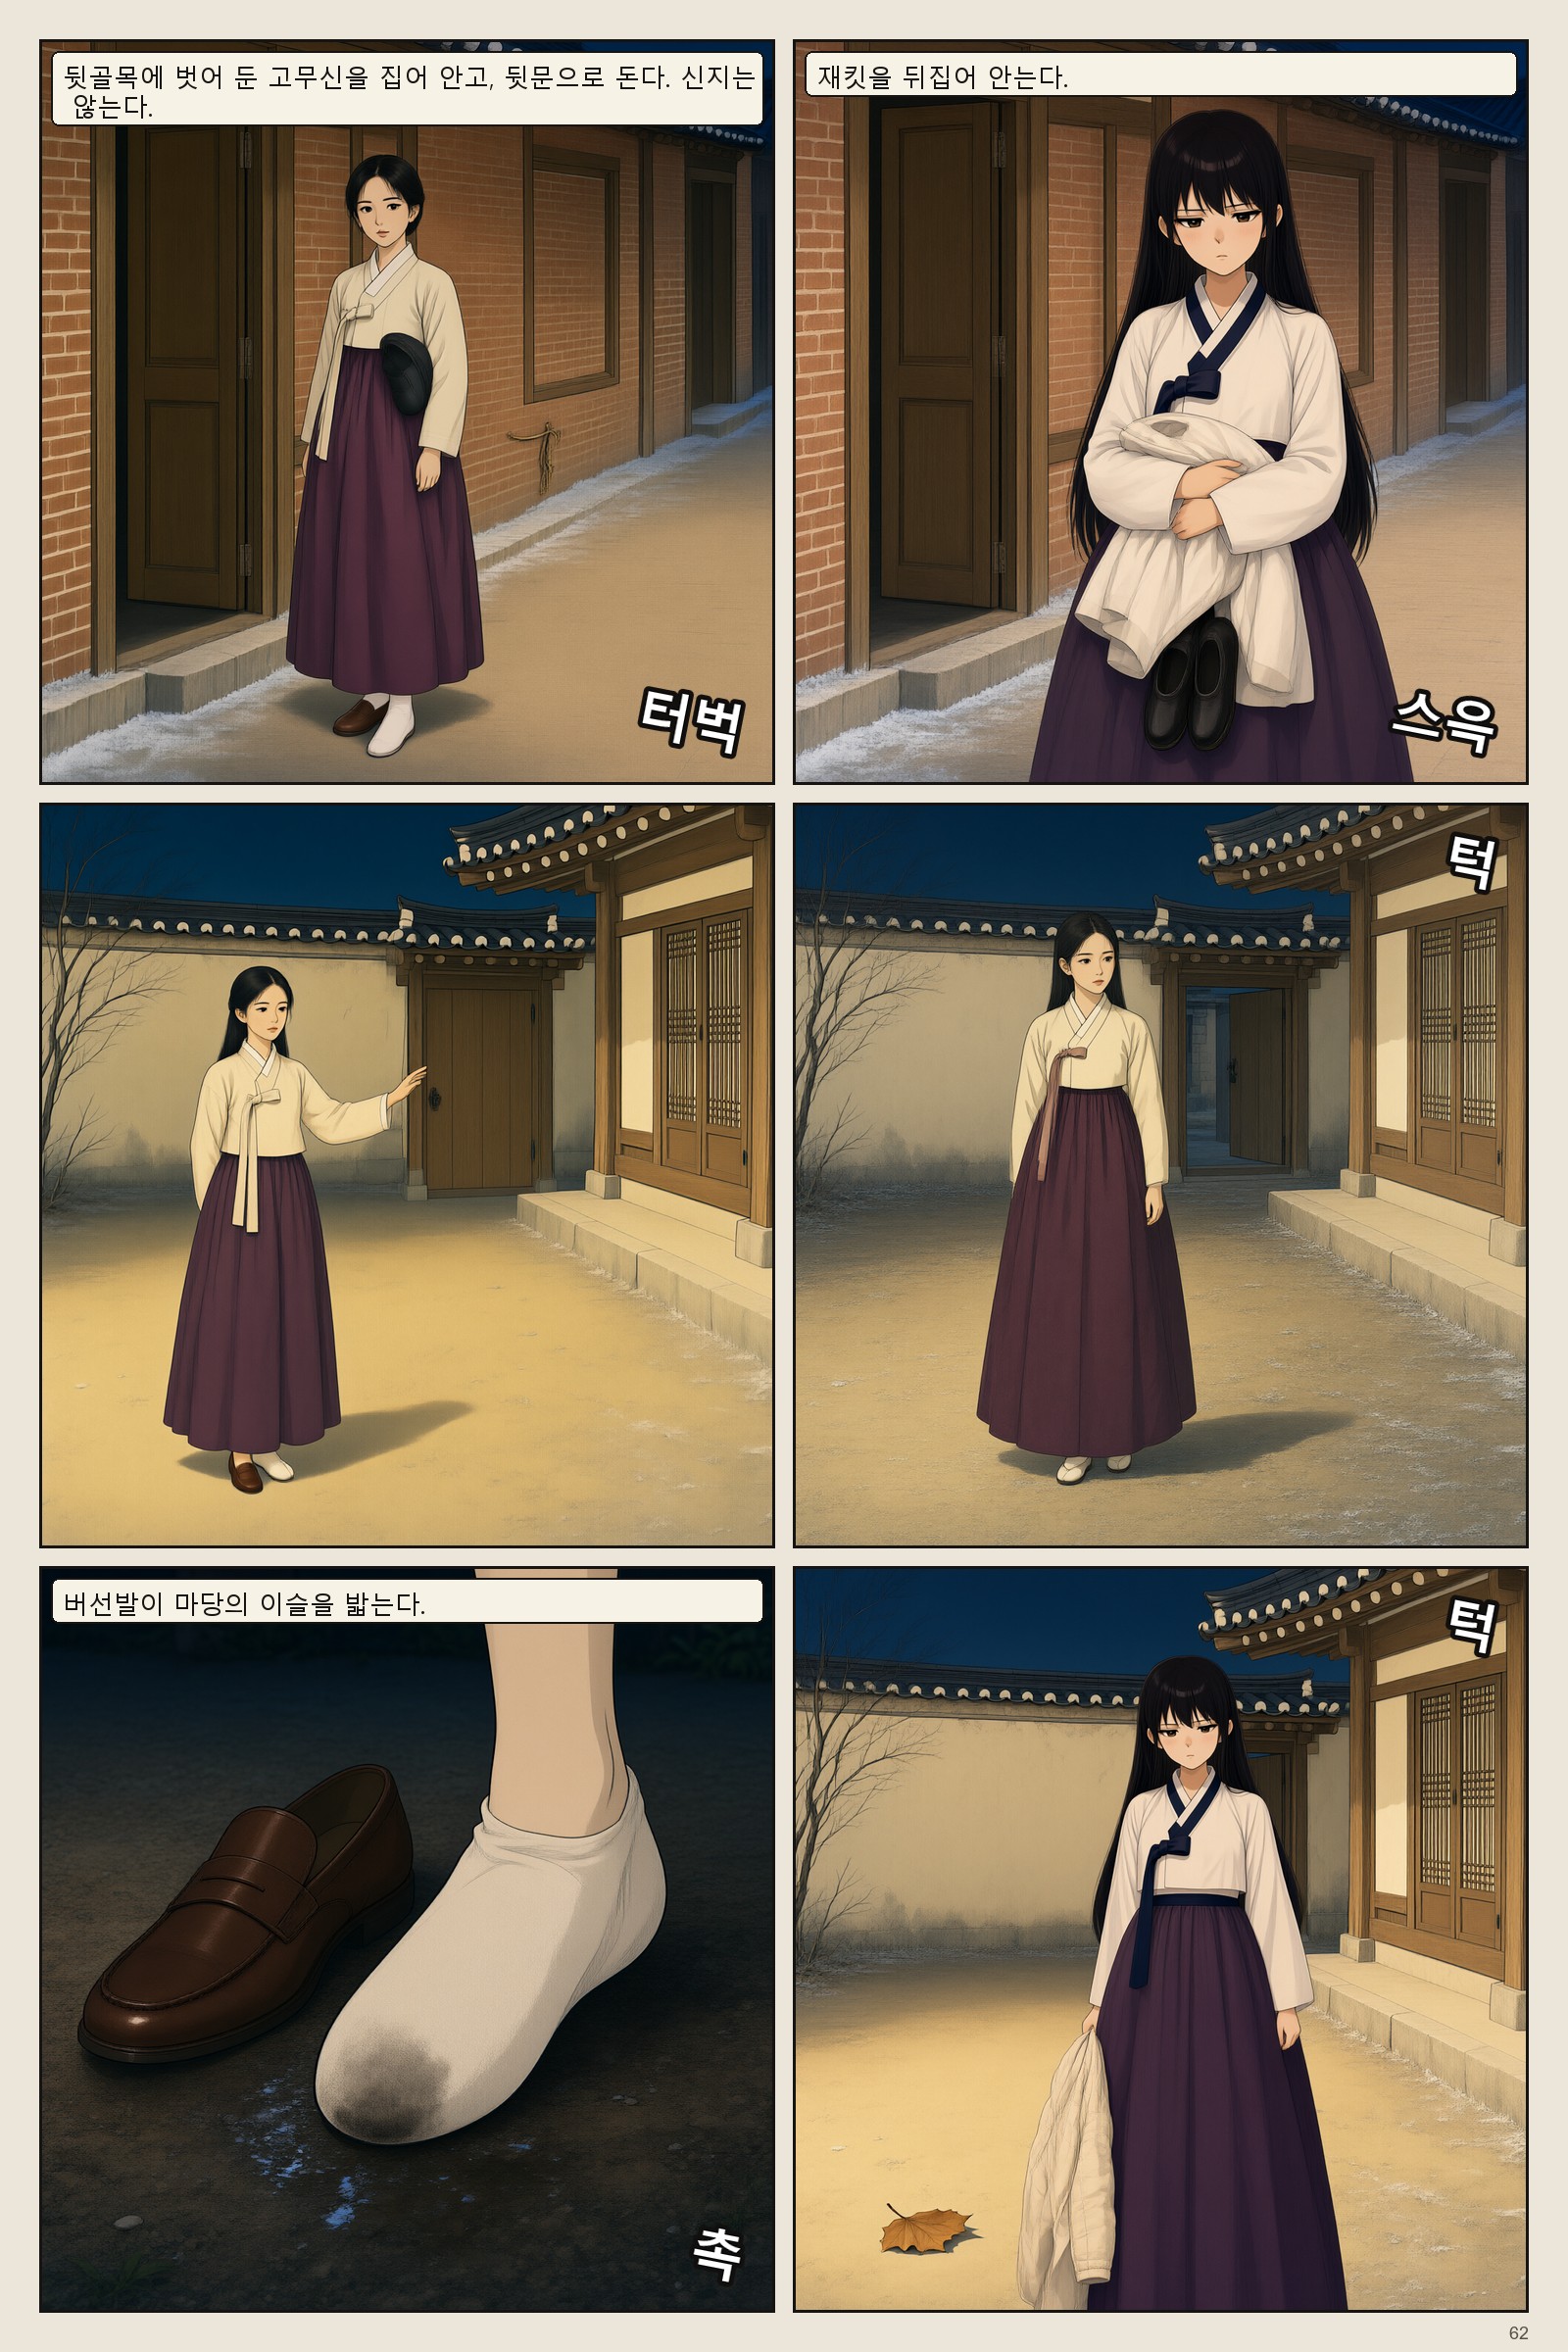 뒷골목에 벗어 둔 고무신을 집어 안고, 뒷문으로 돈다. 신지는
않는다.
터벅
재킷을 뒤집어 안는다.
스윽
턱
버선발이 마당의 이슬을 밟는다.
촉
턱
62